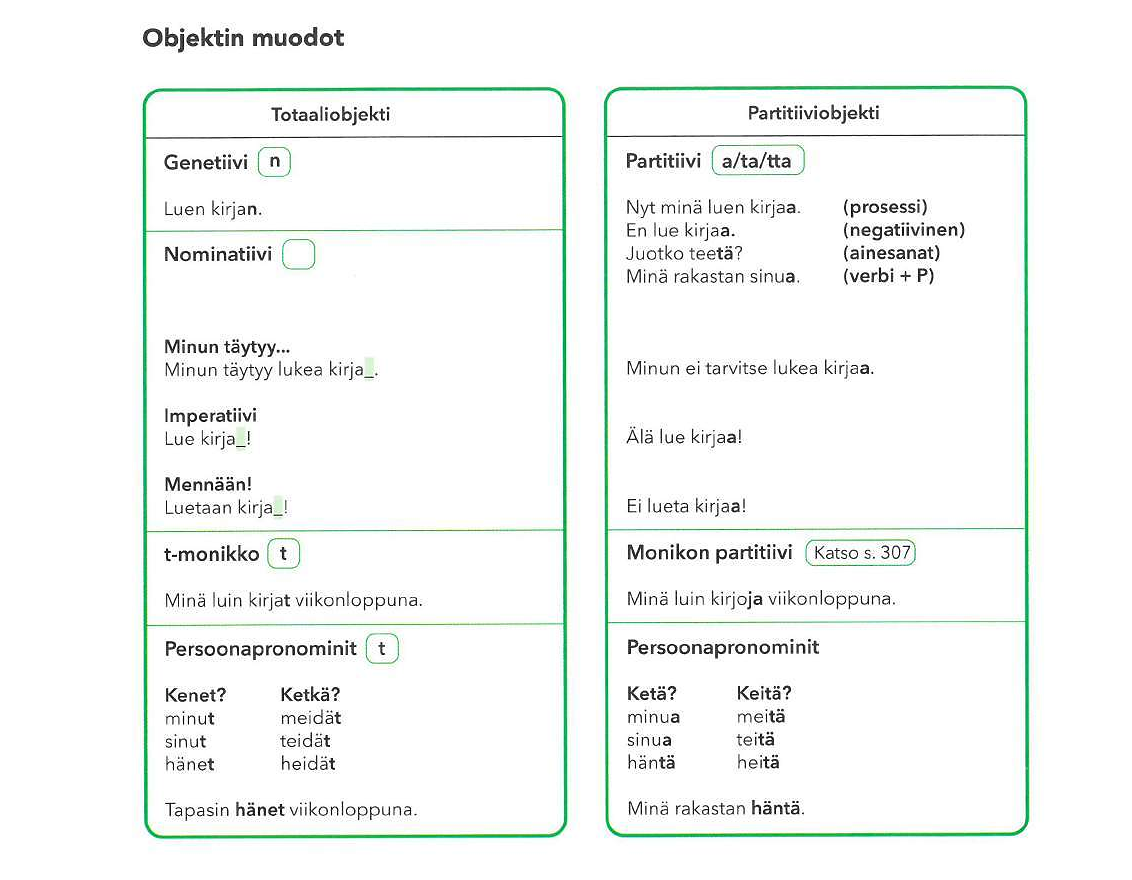 Objektin muodot
Totaaliobjekti
Genetiivi n
Luen kirjan.
Nominatiivi
Minun täytyy...
Minun täytyy lukea kirja_.
Imperatiivi
Lue kirja_!
Mennään!
Luetaan kirja_!
t-monikko t
Minä luin kirjat viikonloppuna.
Persoonapronominit t
Kenet? Ketkä?
minut meidät
sinut teidät
hänet heidät
Tapasin hänet viikonloppuna.
Partitiiviobjekti
Partitiivi a/ta/tta
Nyt minä luen kirjaa. (prosessi)
En lue kirjaa. (negatiivinen)
Juotko teetä? (ainesanat)
Minä rakastan sinua. (verbi + P)
Minun ei tarvitse lukea kirjaa.
Älä lue kirjaa!
Ei lueta kirjaa!
Monikon partitiivi Katso s. 307
Minä luin kirjoja viikonloppuna.
Persoonapronominit
Ketä? Keitä?
minua meitä
sinua teitä
häntä heitä
Minä rakastan häntä.